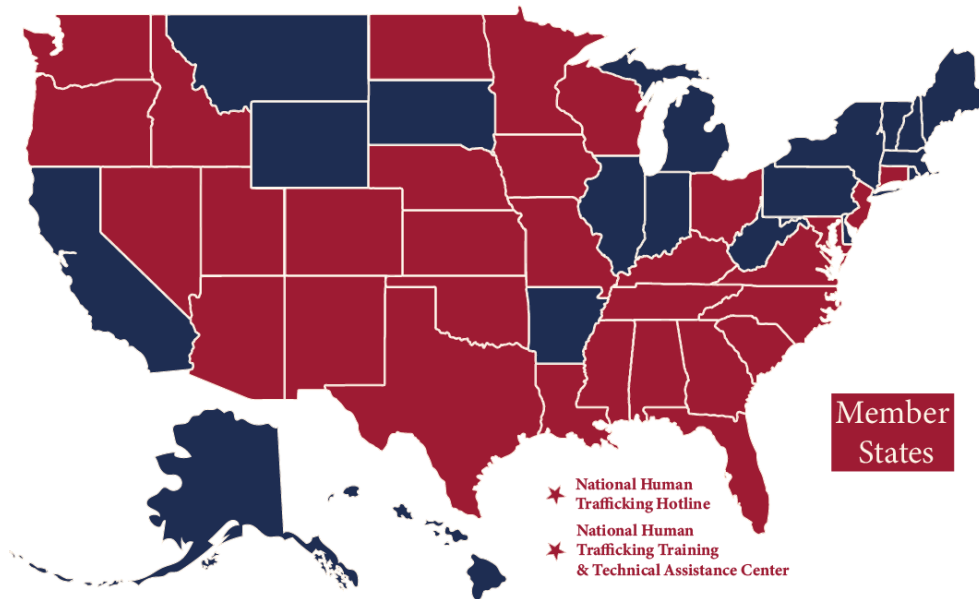 Member
States
National Human
Trafficking Hotline
National Human
Trafficking Training
& Technical Assistance Center